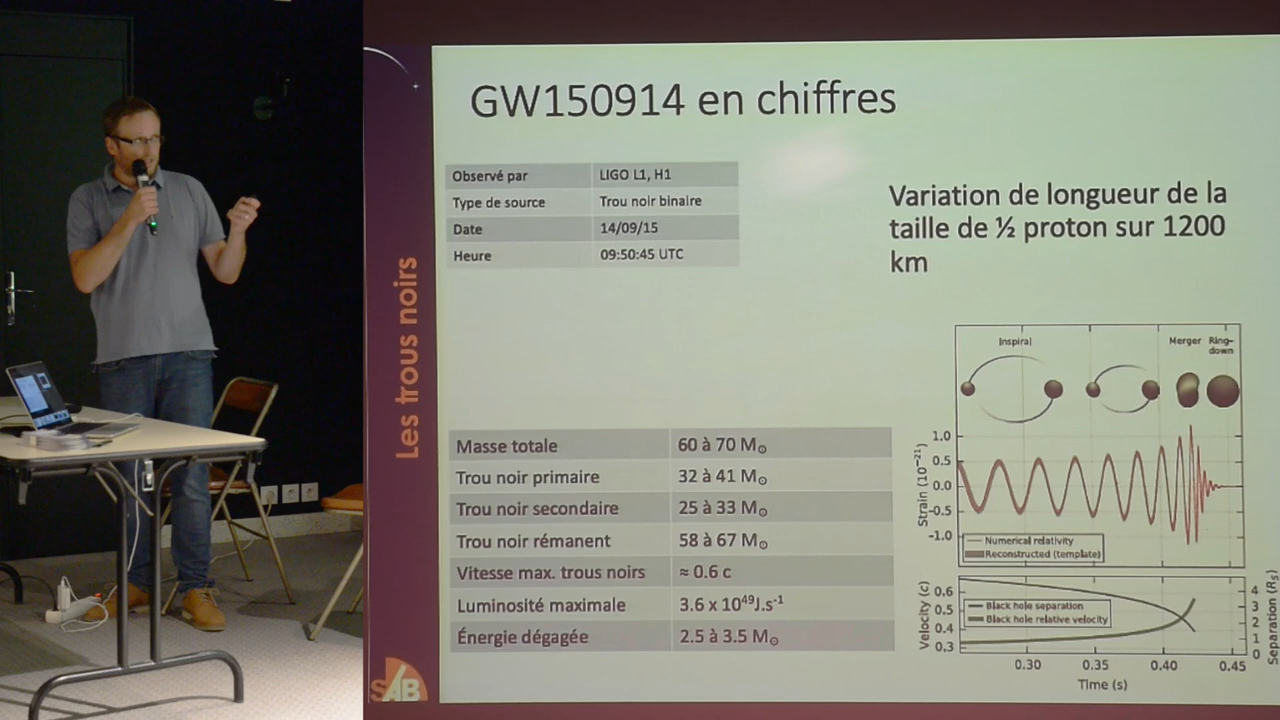 GW150914 en chiffres
Observé par LIGO L1, H1
Type de source Trou noir binaire
Date 14/09/15
Heure 09:50:45 UTC
Variation de longueur de la
taille de ½ proton sur 1200
km
Les trous noirs
Masse totale 60 à 70 M☉
Trou noir primaire 32 à 41 M☉
Trou noir secondaire 25 à 33 M☉
Trou noir rémanent 58 à 67 M☉
Vitesse max. trous noirs ≈ 0.6 c
Luminosité maximale 3.6 x 10⁴⁹J.s⁻¹
Énergie dégagée 2.5 à 3.5 M☉
SAB
Inspiral Merger Ring-
down
Strain (10⁻²¹)
1.0
0.5
0.0
-0.5
-1.0
Numerical relativity
Reconstructed (template)
Velocity (c)
0.6
0.5
0.4
0.3
Black hole separation
Black hole relative velocity
4
3
2
1
0
Separation (Rₛ)
0.30 0.35 0.40 0.45
Time (s)